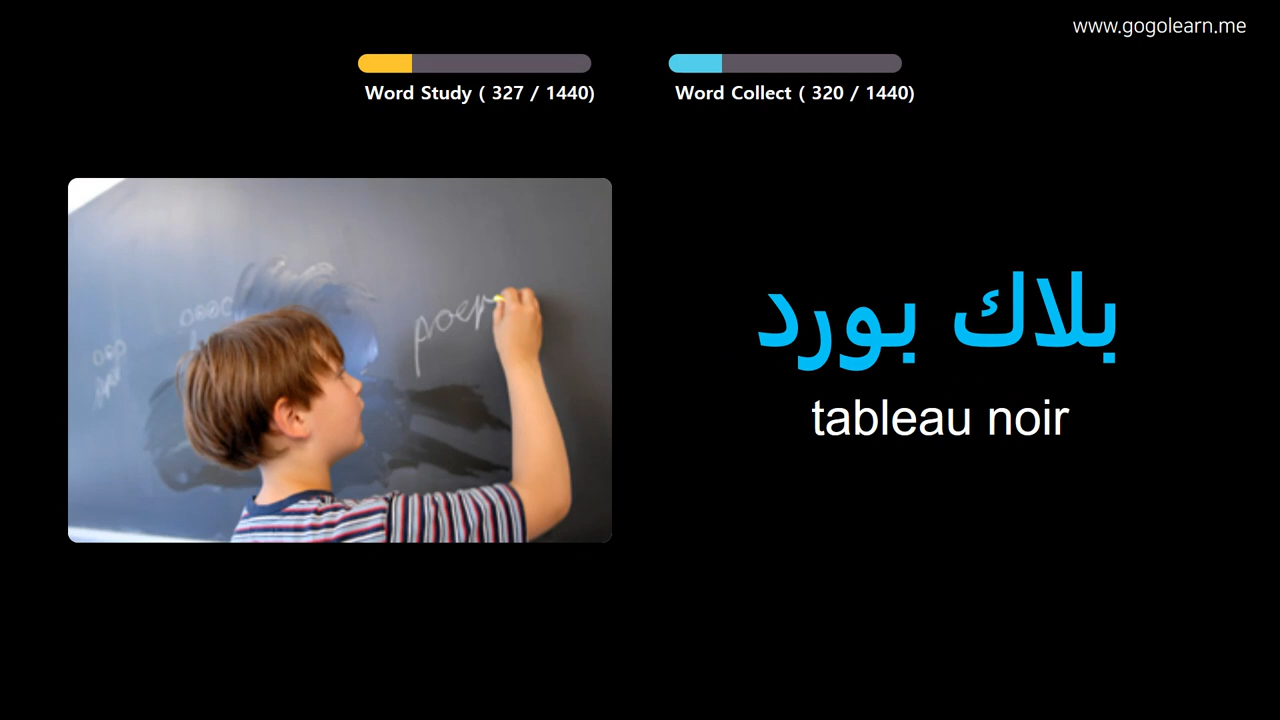 www.gogolearn.me
Word Study ( 327 / 1440)
Word Collect ( 320 / 1440)
بلاك بورد
tableau noir